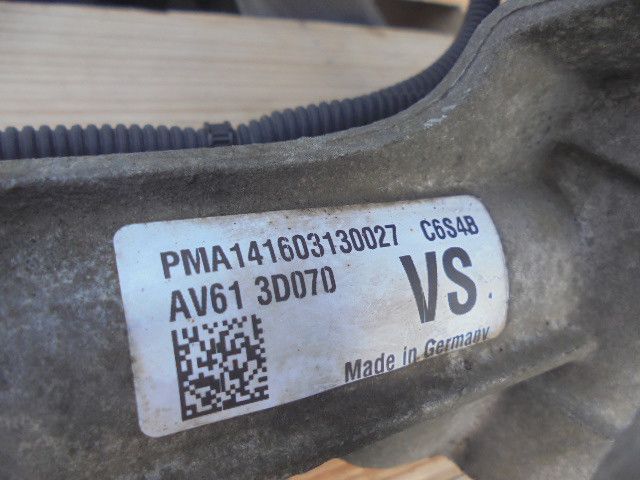 PMA141603130027 C6S4B
AV61 3D070 VS
Made in Germany